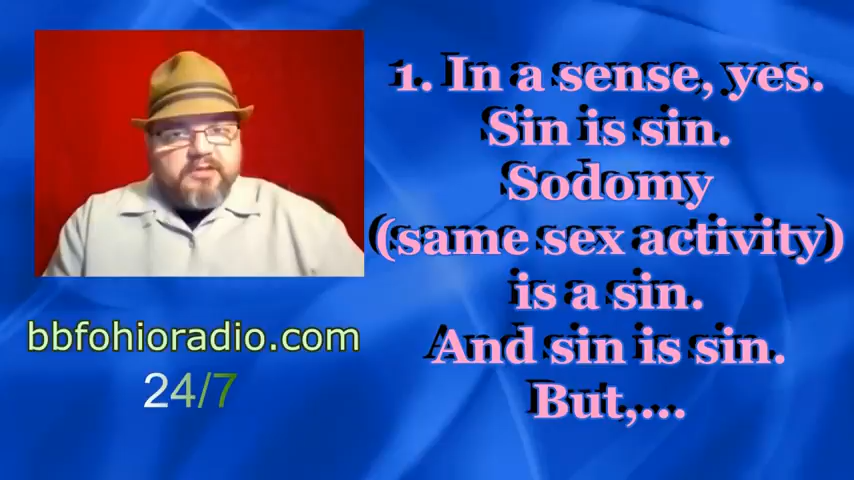 1. In a sense, yes.
Sin is sin.
Sodomy
(same sex activity)
is a sin.
And sin is sin.
But,...
bbfohioradio.com
24/7